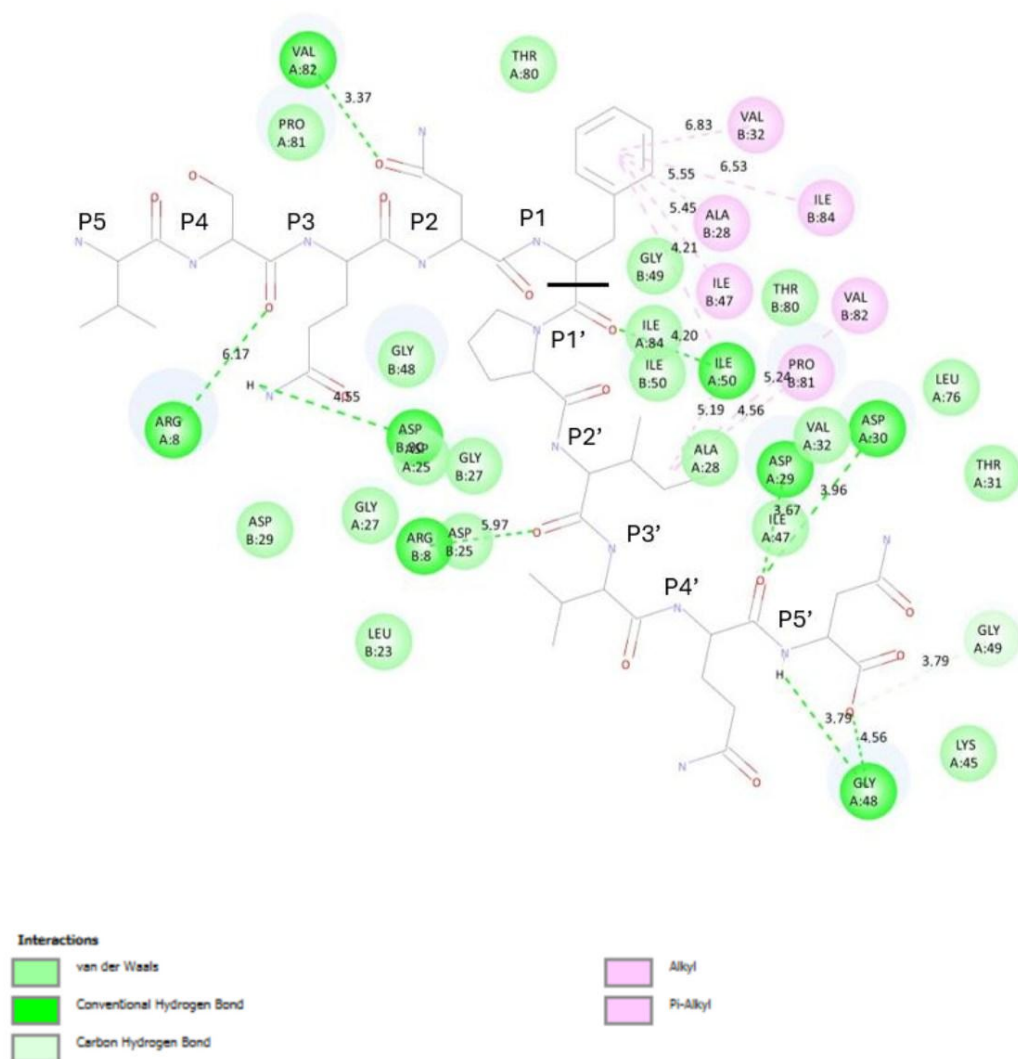 VAL
A:82
THR
A:80
3.37
PRO
A:81
VAL
B:32
6.83
6.53
5.55
5.45
ALA
B:28
ILE
B:84
O
N
O
P5
P4
P3
P2
P1
O
O
N
N
N
N
N
O
O
4.21
GLY
B:49
ILE
B:47
THR
B:80
VAL
B:82
6.17
GLY
B:48
P1'
N
O
ILE
A:84
4.20
ILE
B:50
ILE
A:50
5.24
PRO
B:81
H
N
O
4.55
ARG
A:8
O
5.19
4.56
LEU
A:76
ASP
A:25
GLY
B:27
P2'
N
ALA
A:28
VAL
A:32
ASP
A:30
ASP
A:29
THR
A:31
3.96
3.67
GLY
A:27
ASP
B:29
ARG
B:8
ASP
B:25
5.97
O
P3'
N
ILE
A:47
N
O
O
P4'
N
P5'
O
LEU
B:23
GLY
A:49
3.79
O
N
H
O
O
3.79
4.56
LYS
A:45
N
O
GLY
A:48
Interactions
van der Waals
Conventional Hydrogen Bond
Carbon Hydrogen Bond
Alkyl
Pi-Alkyl